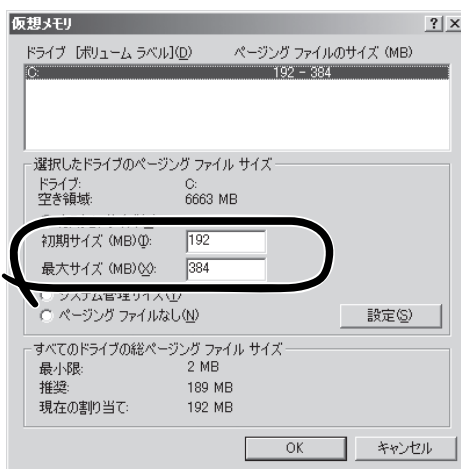 仮想メモリ
ドライブ [ボリューム ラベル](D) ページング ファイルのサイズ (MB)
C: 192 - 384
選択したドライブのページング ファイル サイズ
ドライブ: C:
空き領域: 6663 MB
初期サイズ (MB)(I): 192
最大サイズ (MB)(X): 384
システム管理サイズ(Y)
ページング ファイルなし(N) 設定(S)
すべてのドライブの総ページング ファイル サイズ
最小限: 2 MB
推奨: 189 MB
現在の割り当て: 192 MB
OK キャンセル